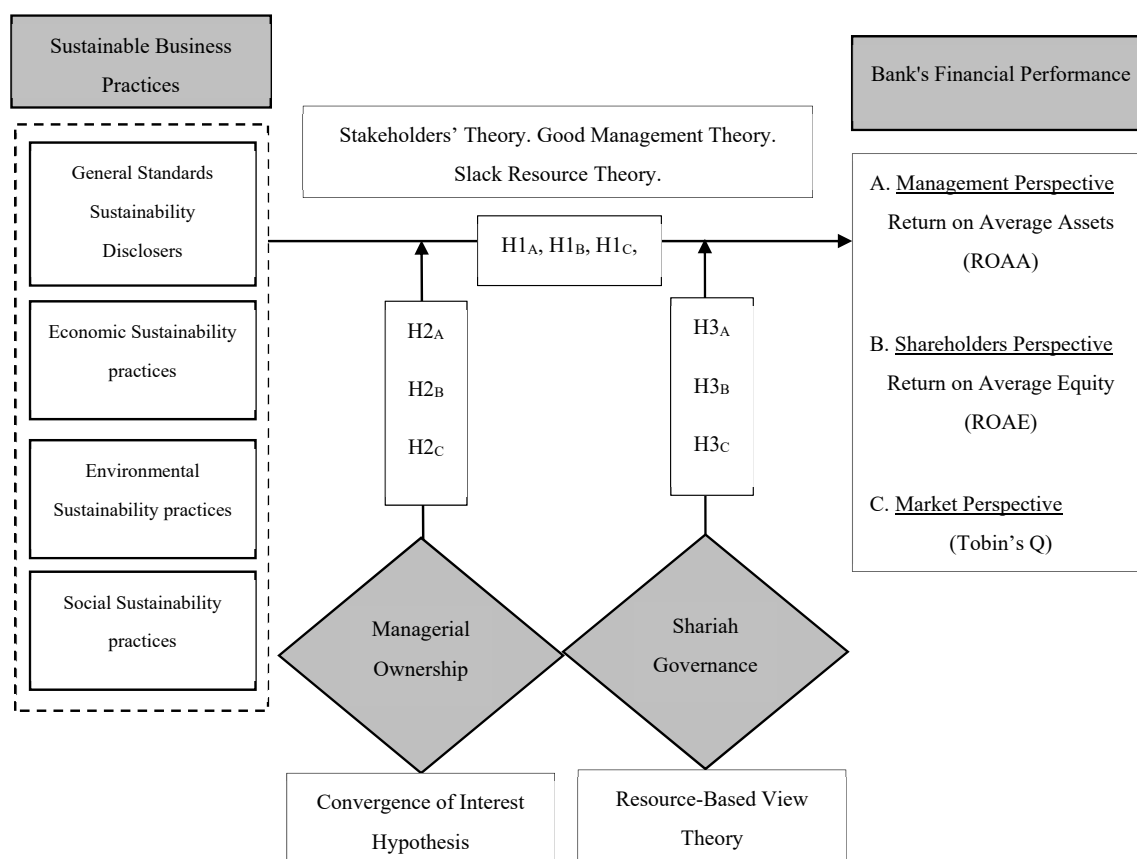 Sustainable Business
Practices
General Standards
Sustainability
Disclosers
Economic Sustainability
practices
Environmental
Sustainability practices
Social Sustainability
practices
Stakeholders’ Theory. Good Management Theory.
Slack Resource Theory.
H1A, H1B, H1C,
H2A
H2B
H2C
H3A
H3B
H3C
Managerial
Ownership
Shariah
Governance
Convergence of Interest
Hypothesis
Resource-Based View
Theory
Bank's Financial Performance
A. Management Perspective
Return on Average Assets
(ROAA)
B. Shareholders Perspective
Return on Average Equity
(ROAE)
C. Market Perspective
(Tobin’s Q)